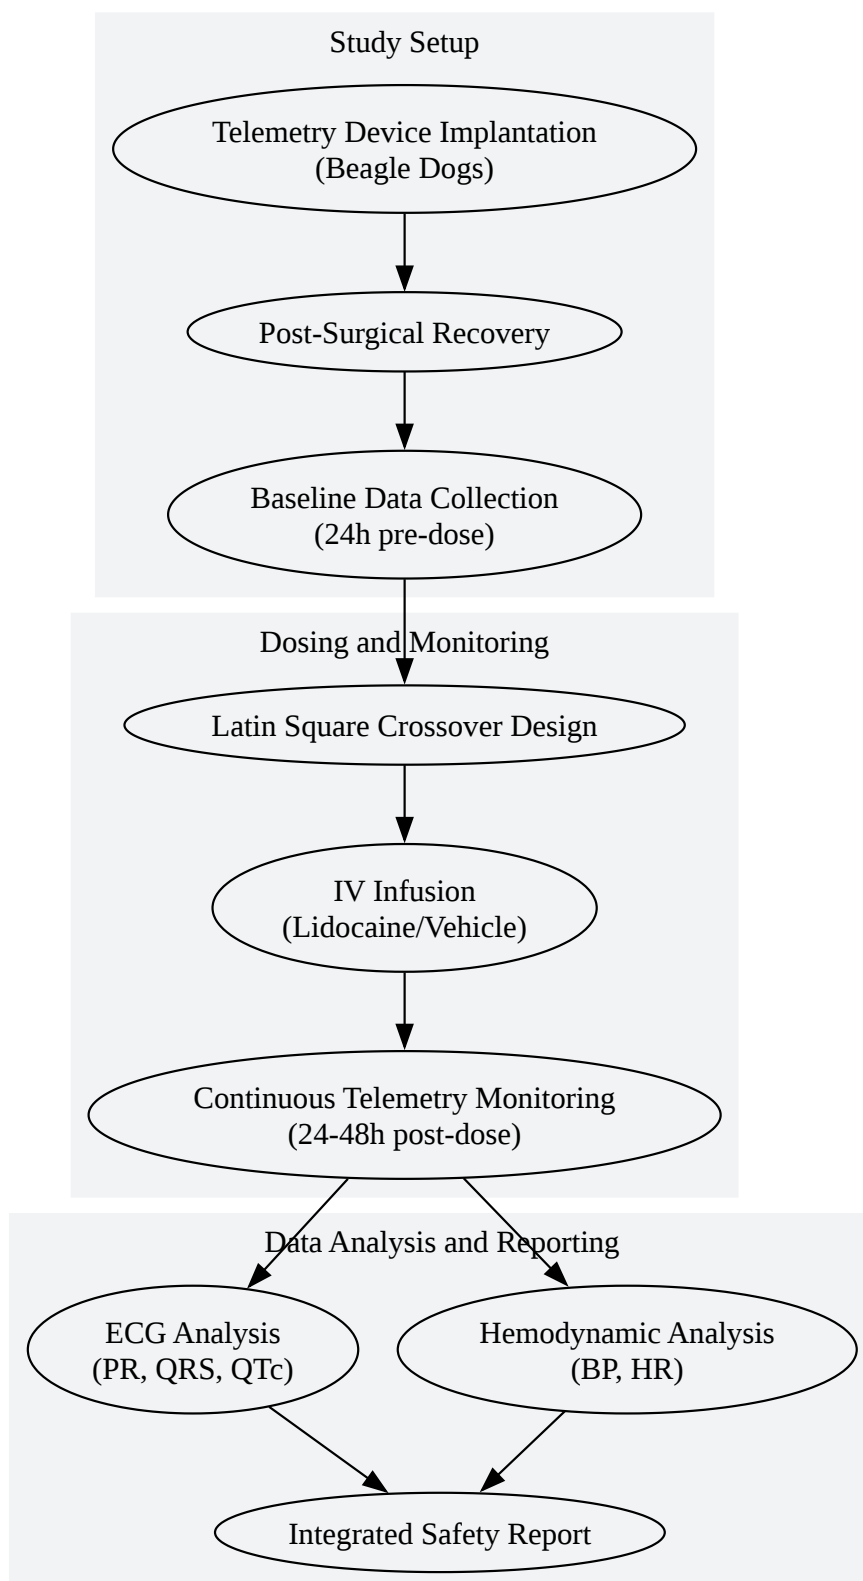 Study Setup
Telemetry Device Implantation
(Beagle Dogs)
Post-Surgical Recovery
Baseline Data Collection
(24h pre-dose)
Dosing and Monitoring
Latin Square Crossover Design
IV Infusion
(Lidocaine/Vehicle)
Continuous Telemetry Monitoring
(24-48h post-dose)
Data Analysis and Reporting
ECG Analysis
(PR, QRS, QTc)
Hemodynamic Analysis
(BP, HR)
Integrated Safety Report